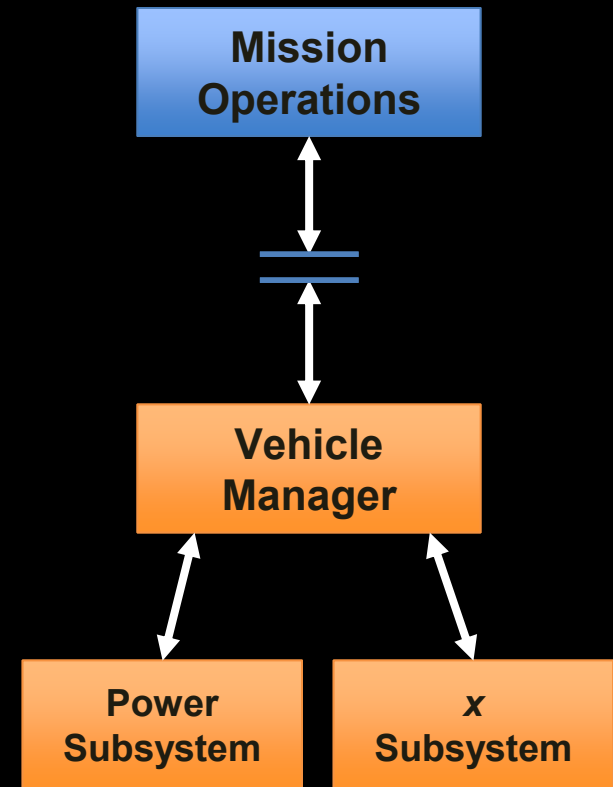 Mission
Operations
Vehicle
Manager
Power
Subsystem
x
Subsystem